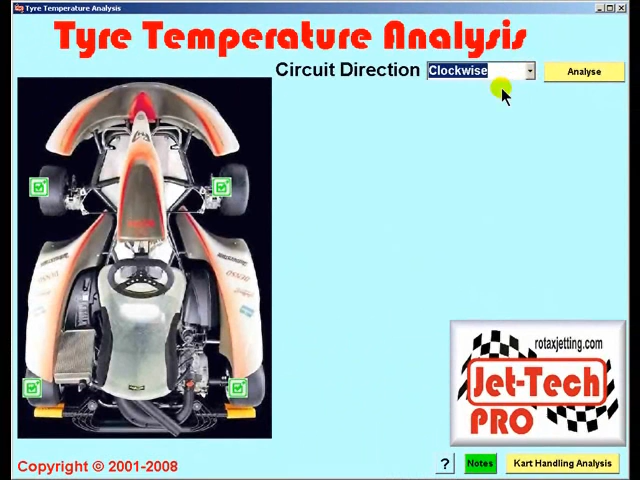 Tyre Temperature Analysis
Tyre Temperature Analysis
Circuit Direction Clockwise Analyse
rotaxjetting.com
Jet-Tech
PRO
Copyright © 2001-2008 ? Notes Kart Handling Analysis